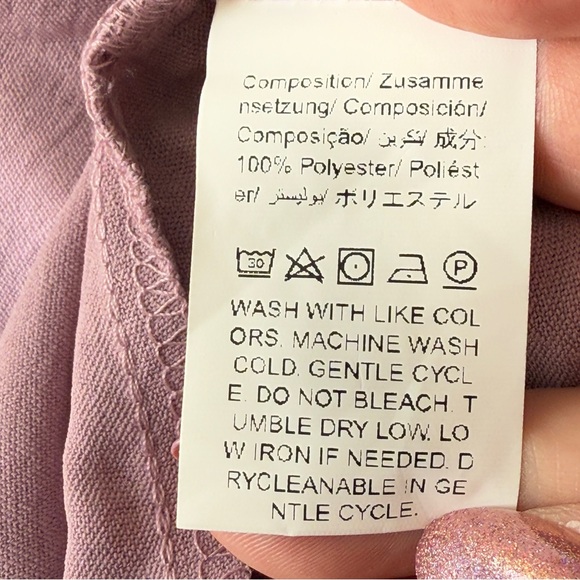 Composition/ Zusamme
nsetzung/ Composición/
Composição/ تكوين/ 成分:
100% Polyester/ Poliést
er/ بوليستر/ ポリエステル
30 P
WASH WITH LIKE COL
ORS. MACHINE WASH
COLD. GENTLE CYCL
E. DO NOT BLEACH. T
UMBLE DRY LOW. LO
W IRON IF NEEDED. D
RYCLEANABLE IN GE
NTLE CYCLE.